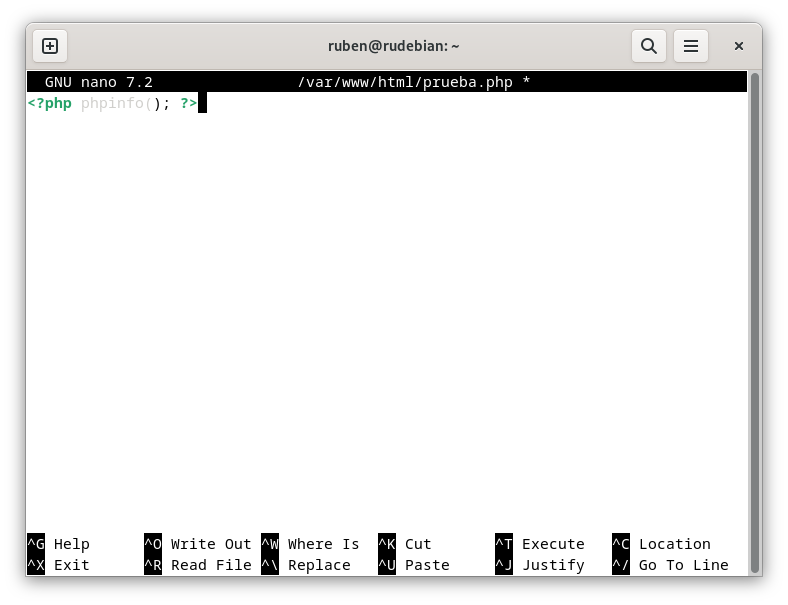 ruben@rudebian: ~
GNU nano 7.2 /var/www/html/prueba.php *
<?php phpinfo(); ?>
^G Help ^O Write Out ^W Where Is ^K Cut ^T Execute ^C Location
^X Exit ^R Read File ^\ Replace ^U Paste ^J Justify ^/ Go To Line